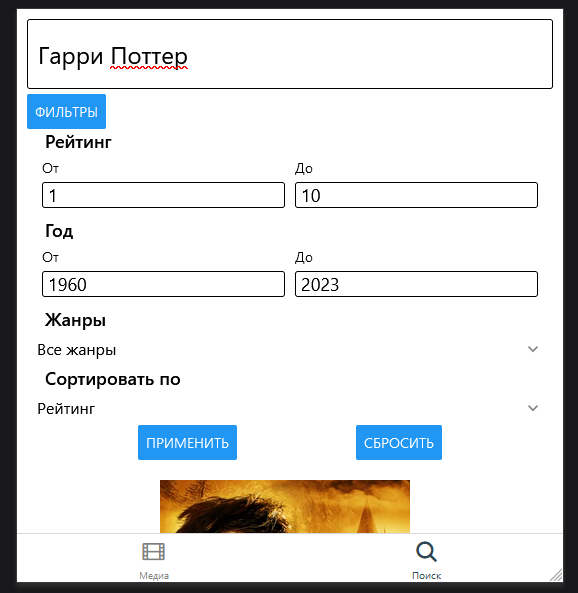 Гарри Поттер
ФИЛЬТРЫ
Рейтинг
От До
1 10
Год
От До
1960 2023
Жанры
Все жанры
Сортировать по
Рейтинг
ПРИМЕНИТЬ СБРОСИТЬ
Медиа Поиск